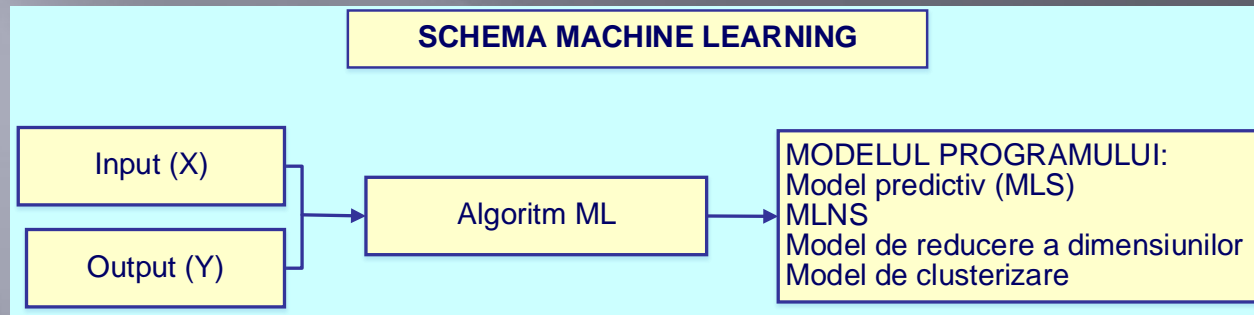 SCHEMA MACHINE LEARNING
Input (X)
Output (Y)
Algoritm ML
MODELUL PROGRAMULUI:
Model predictiv (MLS)
MLNS
Model de reducere a dimensiunilor
Model de clusterizare